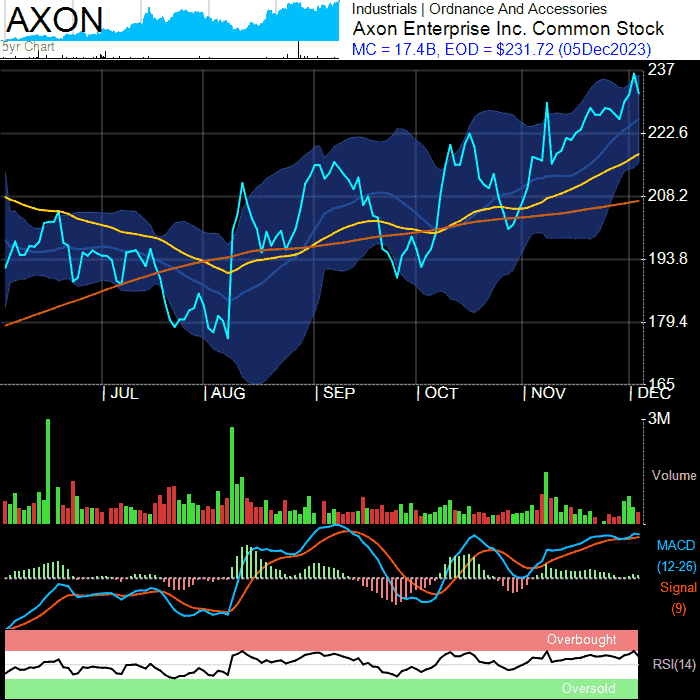 AXON
5yr Chart
Industrials | Ordnance And Accessories
Axon Enterprise Inc. Common Stock
MC = 17.4B, EOD = $231.72 (05Dec2023)
237
222.6
208.2
193.8
179.4
165
| JUL | AUG | SEP | OCT | NOV | DEC
3M
Volume
MACD
(12-26)
Signal
(9)
Overbought
RSI(14)
Oversold